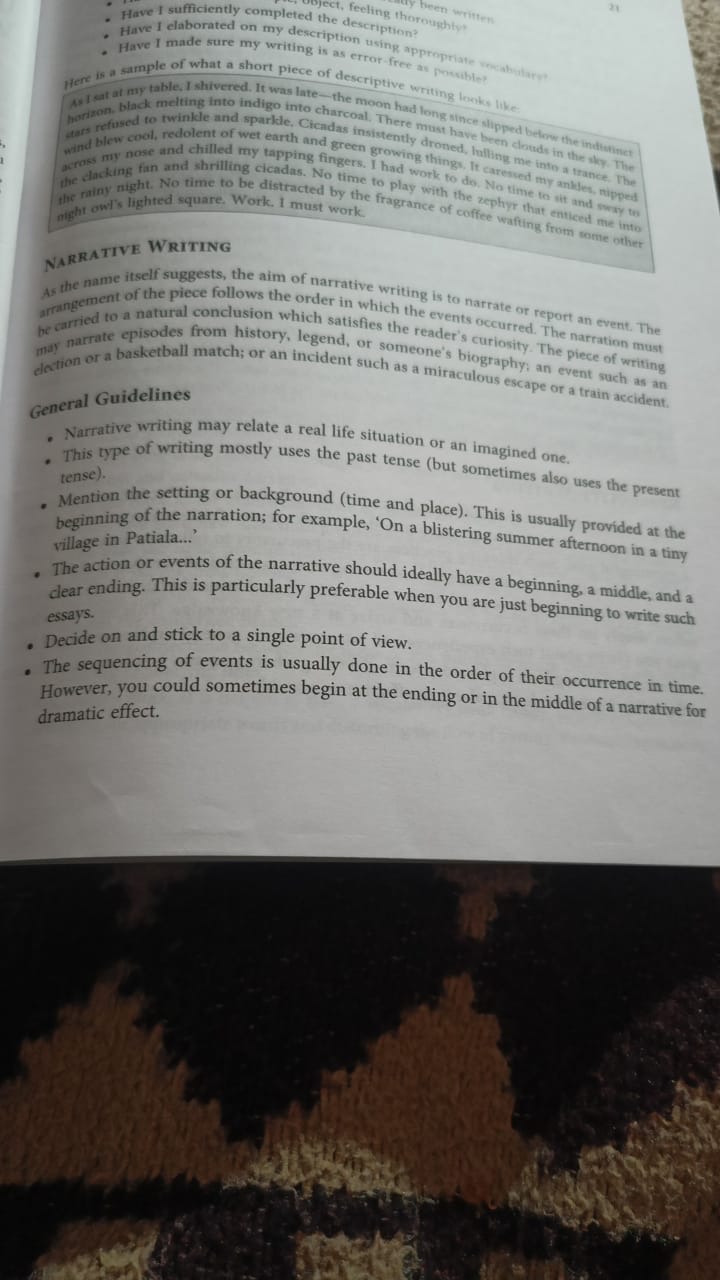 21
object, feeling thoroughly?
been written
• Have I sufficiently completed the description?
• Have I elaborated on my description using appropriate vocabulary?
• Have I made sure my writing is as error-free as possible?
Here is a sample of what a short piece of descriptive writing looks like:
As I sat at my table, I shivered. It was late—the moon had long since slipped below the indistinct
horizon, black melting into indigo into charcoal. There must have been clouds in the sky. The
stars refused to twinkle and sparkle. Cicadas insistently droned, lulling me into a trance. The
wind blew cool, redolent of wet earth and green growing things. It caressed my ankles, nipped
across my nose and chilled my tapping fingers. I had work to do. No time to sit and sway to
the clacking fan and shrilling cicadas. No time to play with the zephyr that enticed me into
the rainy night. No time to be distracted by the fragrance of coffee wafting from some other
night owl's lighted square. Work. I must work.
NARRATIVE WRITING
As the name itself suggests, the aim of narrative writing is to narrate or report an event. The
arrangement of the piece follows the order in which the events occurred. The narration must
be carried to a natural conclusion which satisfies the reader's curiosity. The piece of writing
may narrate episodes from history, legend, or someone's biography; an event such as an
election or a basketball match; or an incident such as a miraculous escape or a train accident.
General Guidelines
• Narrative writing may relate a real life situation or an imagined one.
• This type of writing mostly uses the past tense (but sometimes also uses the present
tense).
• Mention the setting or background (time and place). This is usually provided at the
beginning of the narration; for example, 'On a blistering summer afternoon in a tiny
village in Patiala...'
• The action or events of the narrative should ideally have a beginning, a middle, and a
clear ending. This is particularly preferable when you are just beginning to write such
essays.
• Decide on and stick to a single point of view.
• The sequencing of events is usually done in the order of their occurrence in time.
However, you could sometimes begin at the ending or in the middle of a narrative for
dramatic effect.